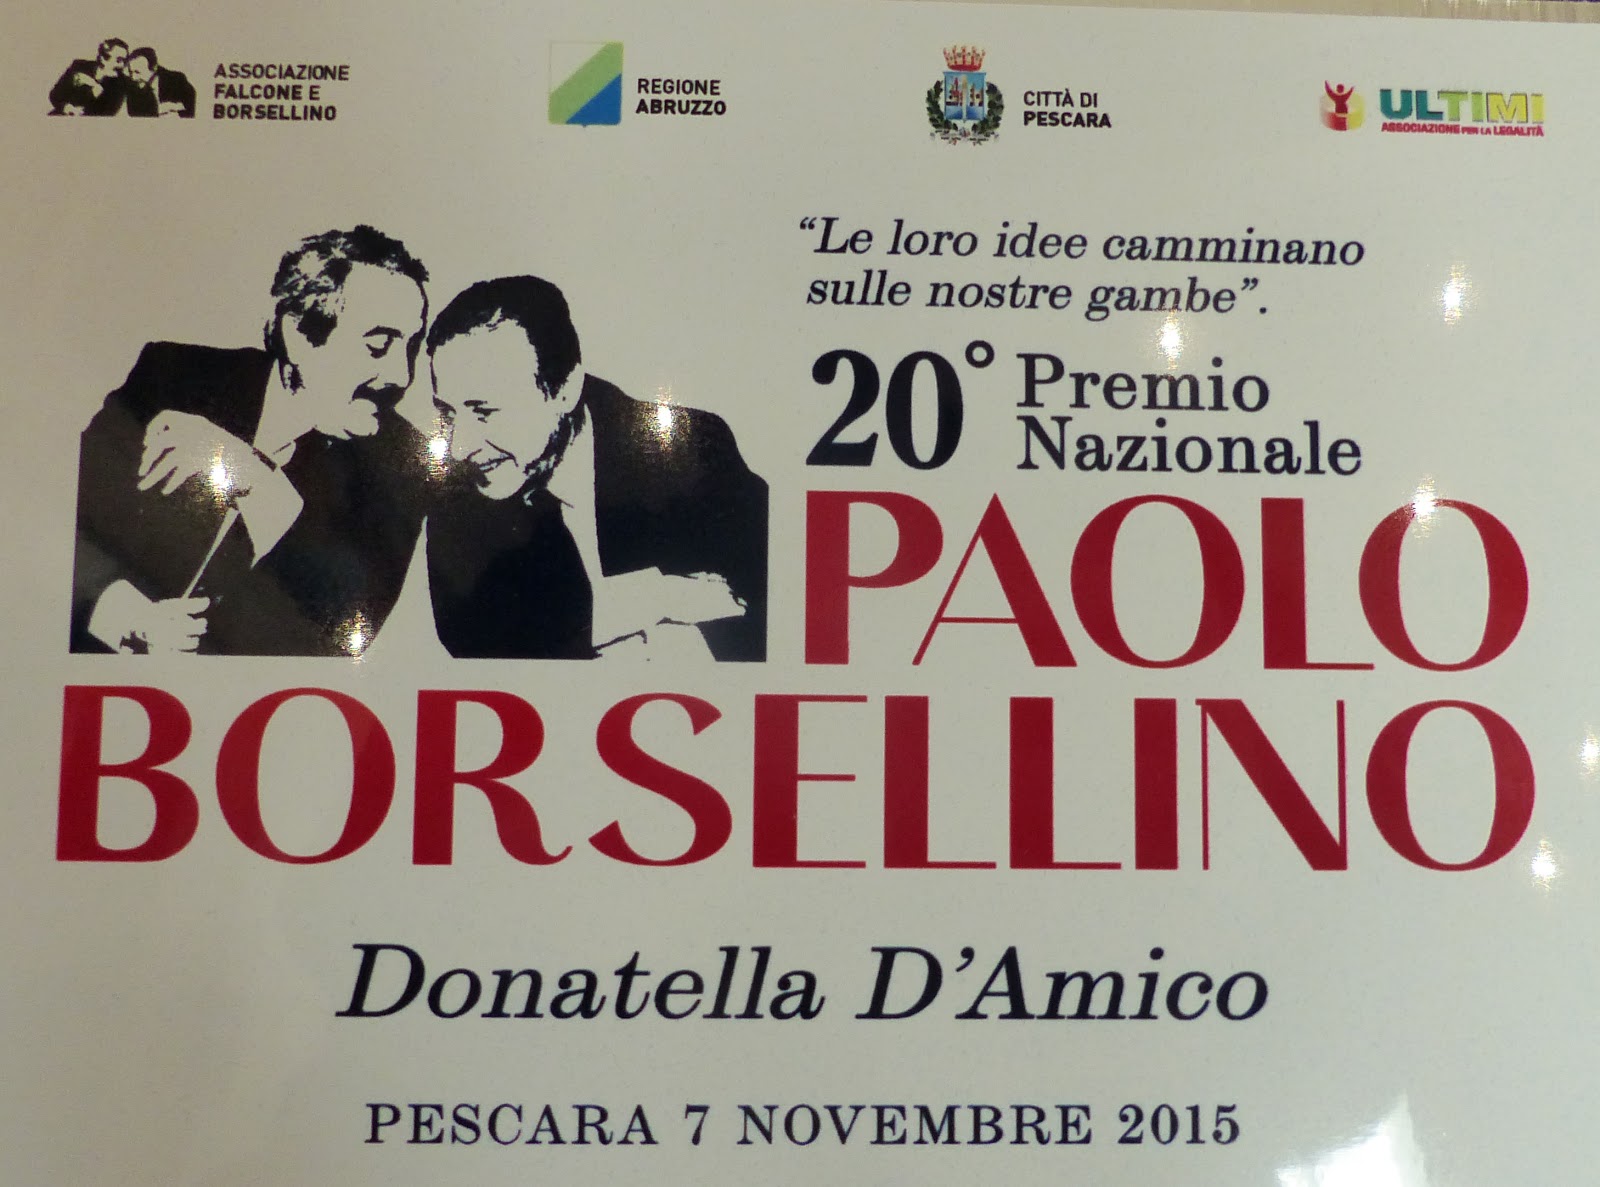 ASSOCIAZIONE
FALCONE E
BORSELLINO
REGIONE
ABRUZZO
CITTÀ DI
PESCARA
ULTIMI
ASSOCIAZIONE PER LA LEGALITÀ
“Le loro idee camminano
sulle nostre gambe”.
20° Premio
Nazionale
PAOLO
BORSELLINO
Donatella D’Amico
PESCARA 7 NOVEMBRE 2015